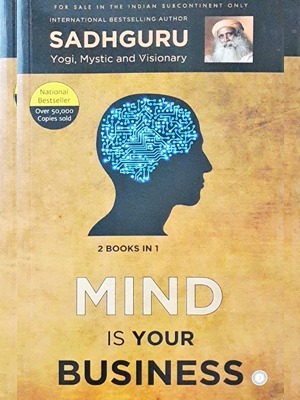 FOR SALE IN THE INDIAN SUBCONTINENT ONLY
INTERNATIONAL BESTSELLING AUTHOR
SADHGURU
Yogi, Mystic and Visionary
National
Bestseller
Over 50,000
Copies sold
2 BOOKS IN 1
MIND
IS YOUR
BUSINESS